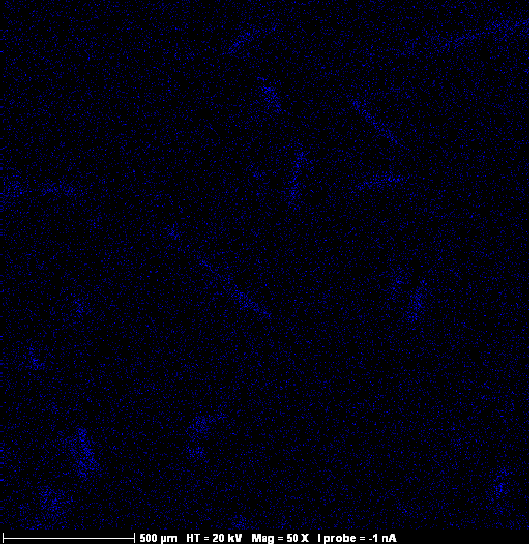 500 µm HT = 20 kV Mag = 50 X I probe = -1 nA